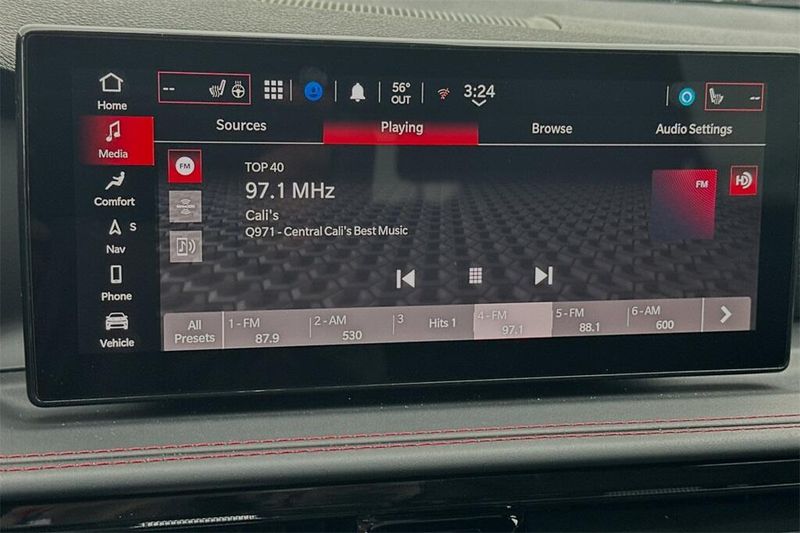 Home
Media
Comfort
Nav
S
Phone
Vehicle
--
56°
OUT
3:24
--
Sources
Playing
Browse
Audio Settings
FM
TOP 40
97.1 MHz
Cali's
Q971 - Central Cali's Best Music
FM
HD
All
Presets
1 - FM
87.9
2 - AM
530
3
Hits 1
4 - FM
97.1
5 - FM
88.1
6 - AM
600